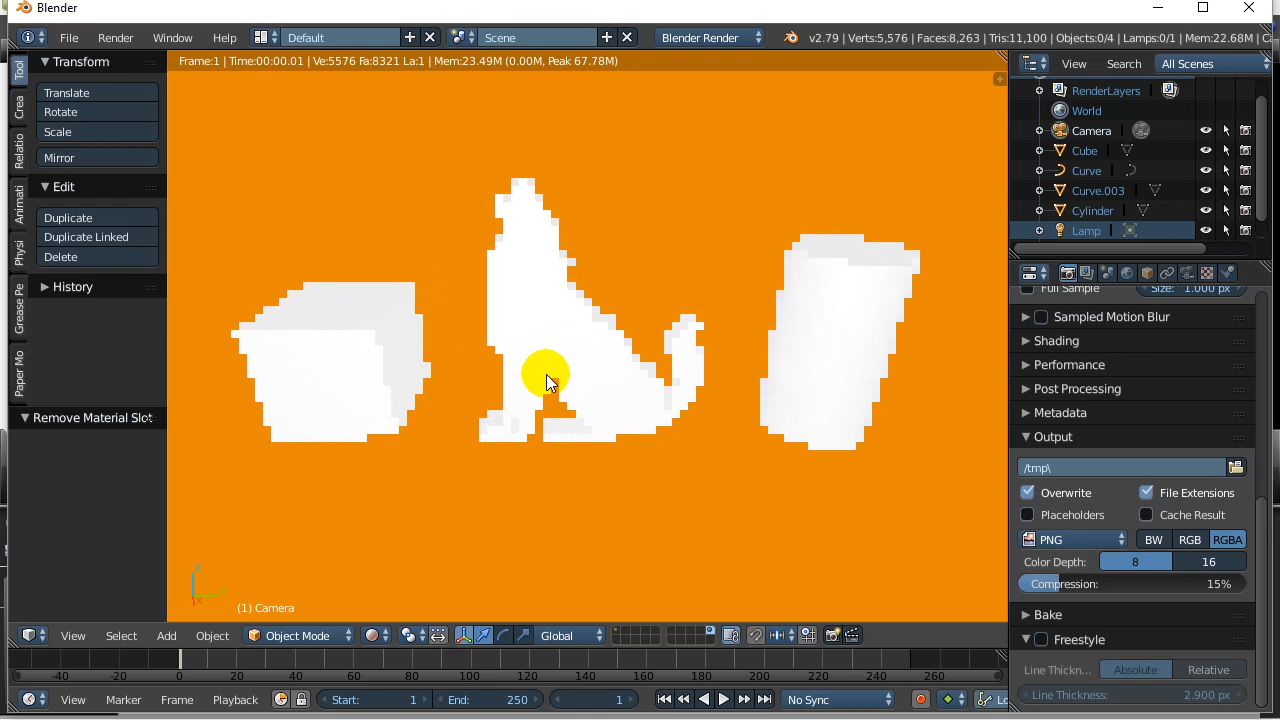 Blender
File Render Window Help Default Scene Blender Render v2.79 | Verts:5,576 | Faces:8,263 | Tris:11,100 | Objects:0/4 | Lamps:0/1 | Mem:22.68M | Ca
Tool
Crea
Relatio
Animati
Physi
Grease Pe
Paper Mo
Transform
Translate
Rotate
Scale
Mirror
Edit
Duplicate
Duplicate Linked
Delete
History
Remove Material Slot
Frame:1 | Time:00:00.01 | Ve:5576 Fa:8321 La:1 | Mem:23.49M (0.00M, Peak 67.78M)
(1) Camera
View Search All Scenes
RenderLayers
World
Camera
Cube
Curve
Curve.003
Cylinder
Lamp
Full Sample Size: 1.000 px
Sampled Motion Blur
Shading
Performance
Post Processing
Metadata
Output
/tmp\
Overwrite File Extensions
Placeholders Cache Result
PNG BW RGB RGBA
Color Depth: 8 16
Compression: 15%
Bake
Freestyle
Line Thickn... Absolute Relative
Line Thickness: 2.900 px
View Select Add Object Object Mode Global
-40 -20 0 20 40 60 80 100 120 140 160 180 200 220 240 260
View Marker Frame Playback Start: 1 End: 250 1 No Sync Lo